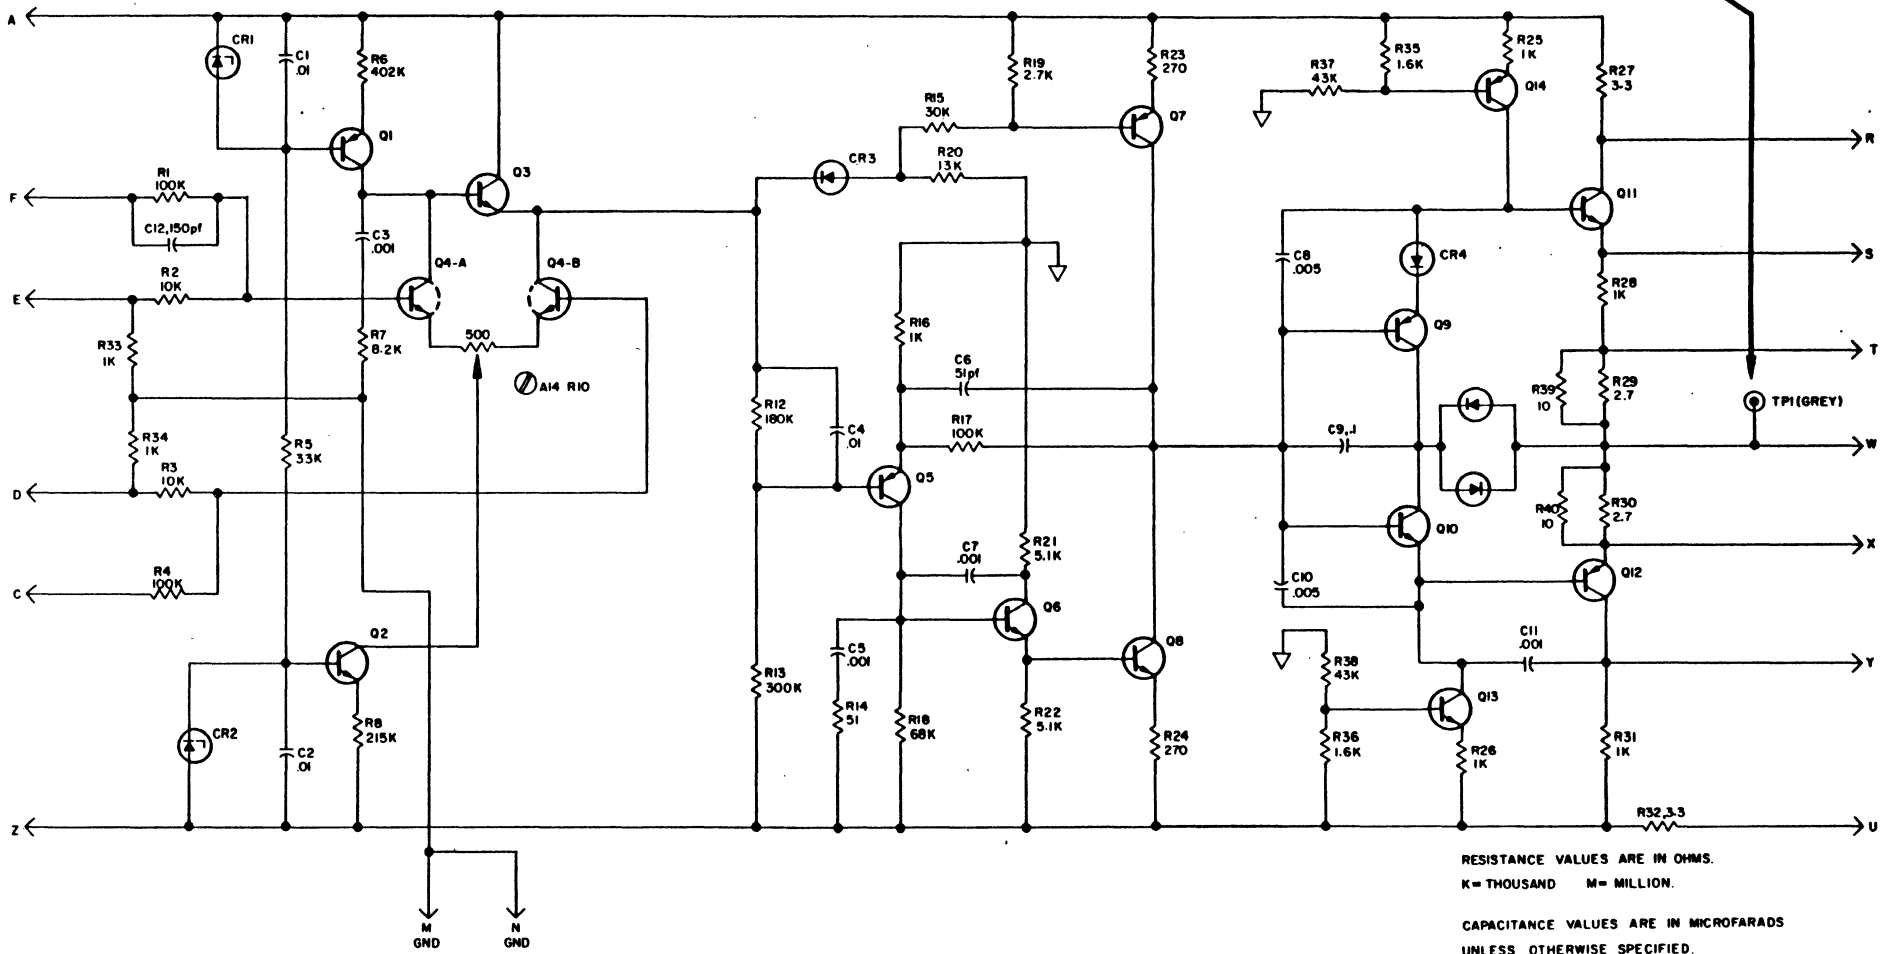 A
CR1
C1
.01
R6
402K
Q1
R1
100K
F
C12,150pf
R2
10K
E
R33
1K
C3
.001
R7
8.2K
Q3
Q4-A
Q4-B
500
A14 R10
R34
1K
R3
10K
D
R5
33K
R4
100K
C
Q2
CR2
C2
.01
R8
215K
Z
M
GND
N
GND
CR3
R15
30K
R20
13K
R19
2.7K
R23
270
Q7
R16
1K
C6
51pf
R12
180K
C4
.01
R17
100K
Q5
C7
.001
R21
5.1K
Q6
C5
.001
R13
300K
R14
51
R18
68K
R22
5.1K
Q8
R24
270
R37
43K
R35
1.6K
R25
1K
Q14
R27
3.3
R
Q11
C8
.005
CR4
S
R28
1K
Q9
T
R39
10
R29
2.7
TP1(GREY)
C9,.1
W
R40
10
R30
2.7
Q10
X
C10
.005
Q12
C11
.001
R38
43K
Y
Q13
R36
1.6K
R26
1K
R31
1K
R32,3.3
U
RESISTANCE VALUES ARE IN OHMS.
K= THOUSAND M= MILLION.
CAPACITANCE VALUES ARE IN MICROFARADS
UNLESS OTHERWISE SPECIFIED.